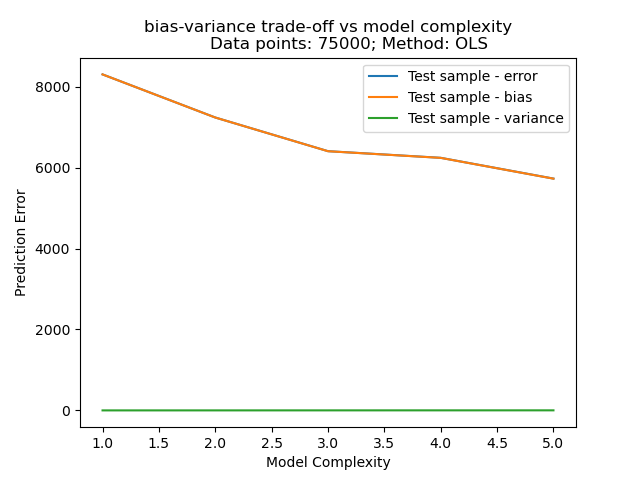 bias-variance trade-off vs model complexity
Data points: 75000; Method: OLS
Test sample - error
Test sample - bias
Test sample - variance
Prediction Error
8000
6000
4000
2000
0
1.0 1.5 2.0 2.5 3.0 3.5 4.0 4.5 5.0
Model Complexity